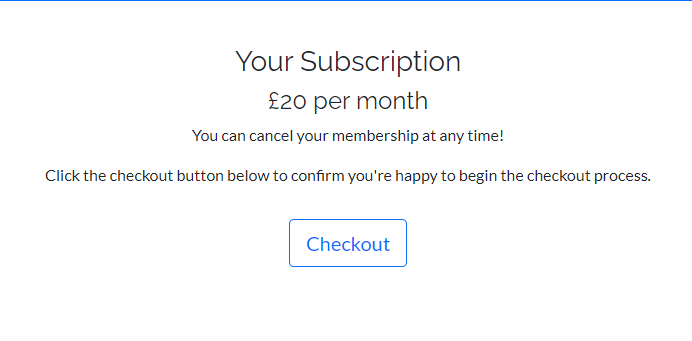 Your Subscription
£20 per month
You can cancel your membership at any time!
Click the checkout button below to confirm you're happy to begin the checkout process.
Checkout